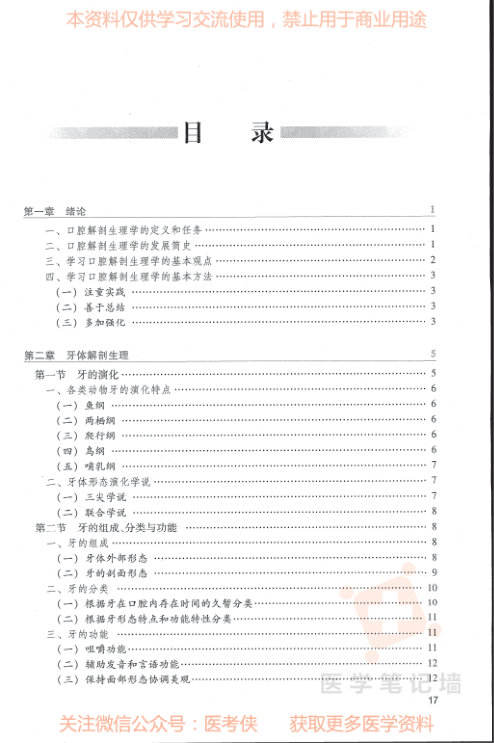 本资料仅供学习交流使用，禁止用于商业用途
目 录
第一章 绪论 1
一、口腔解剖生理学的定义和任务 1
二、口腔解剖生理学的发展简史 1
三、学习口腔解剖生理学的基本观点 2
四、学习口腔解剖生理学的基本方法 3
（一）注重实践 3
（二）善于总结 3
（三）多加强化 3
第二章 牙体解剖生理 5
第一节 牙的演化 5
一、各类动物牙的演化特点 6
（一）鱼纲 6
（二）两栖纲 6
（三）爬行纲 6
（四）鸟纲 6
（五）哺乳纲 7
二、牙体形态演化学说 7
（一）三尖学说 7
（二）联合学说 8
第二节 牙的组成、分类与功能 8
一、牙的组成 8
（一）牙体外部形态 8
（二）牙的剖面形态 9
二、牙的分类 10
（一）根据牙在口腔内存在时间的久暂分类 10
（二）根据牙形态特点和功能特性分类 11
三、牙的功能 11
（一）咀嚼功能 11
（二）辅助发音和言语功能 12
（三）保持面部形态协调美观 12
医学笔记墙
17
关注微信公众号：医考侠 获取更多医学资料